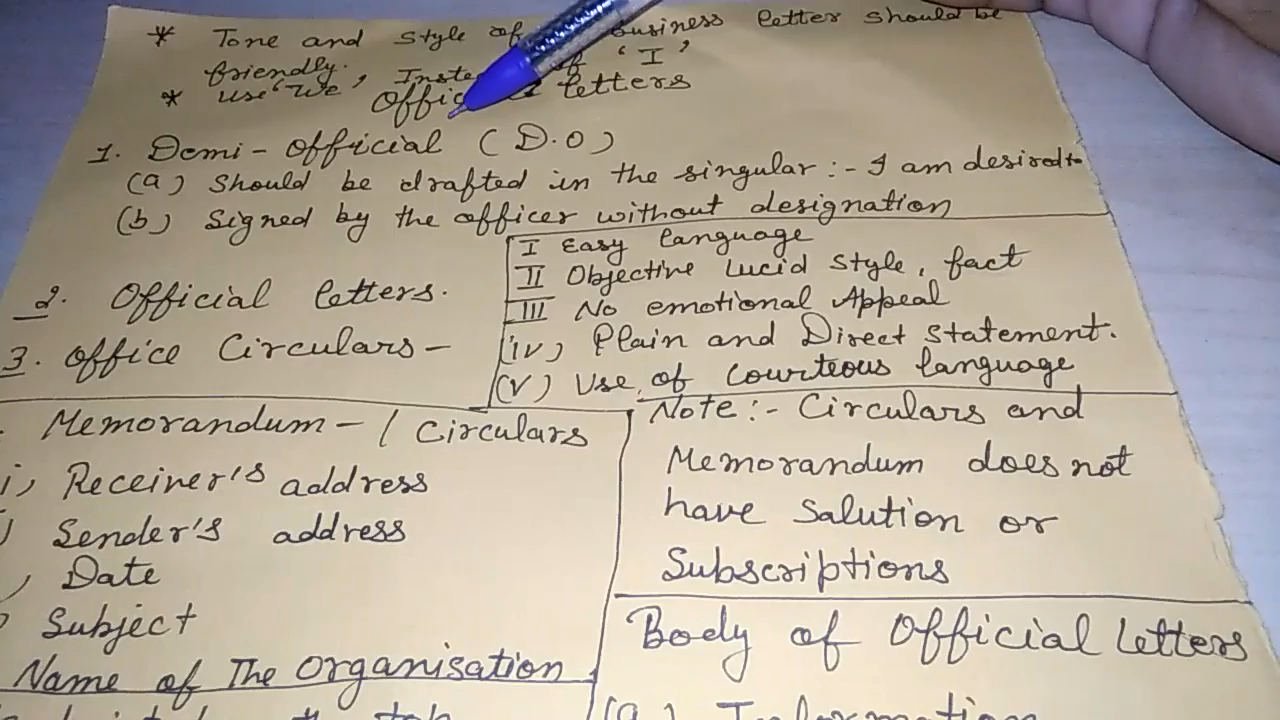 * Tone and style of business letter should be
friendly.
* use 'We', Inste of 'I'
Offic letters
1. Demi-official (D.O)
(a) Should be drafted in the singular :- I am desired to
(b) Signed by the officer without designation
I Easy language
II Objective Lucid style, fact
III No emotional Appeal
(iv) Plain and Direct statement.
(V) Use of courteous language
2. Official letters.
3. Office Circulars -
Memorandum - / Circulars
i) Receiver's address
) Sender's address
) Date
) Subject
Name of The Organisation
Note :- Circulars and
Memorandum does not
have Salution or
Subscriptions
Body of Official Letters
(a) Information